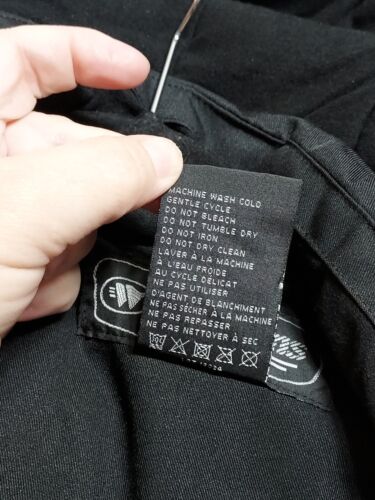 MACHINE WASH COLD
GENTLE CYCLE
DO NOT BLEACH
DO NOT TUMBLE DRY
DO NOT IRON
DO NOT DRY CLEAN
LAVER À LA MACHINE
À L'EAU FROIDE
AU CYCLE DÉLICAT
NE PAS UTILISER
D'AGENT DE BLANCHIMENT
NE PAS SÉCHER À LA MACHINE
NE PAS REPASSER
NE PAS NETTOYER À SEC